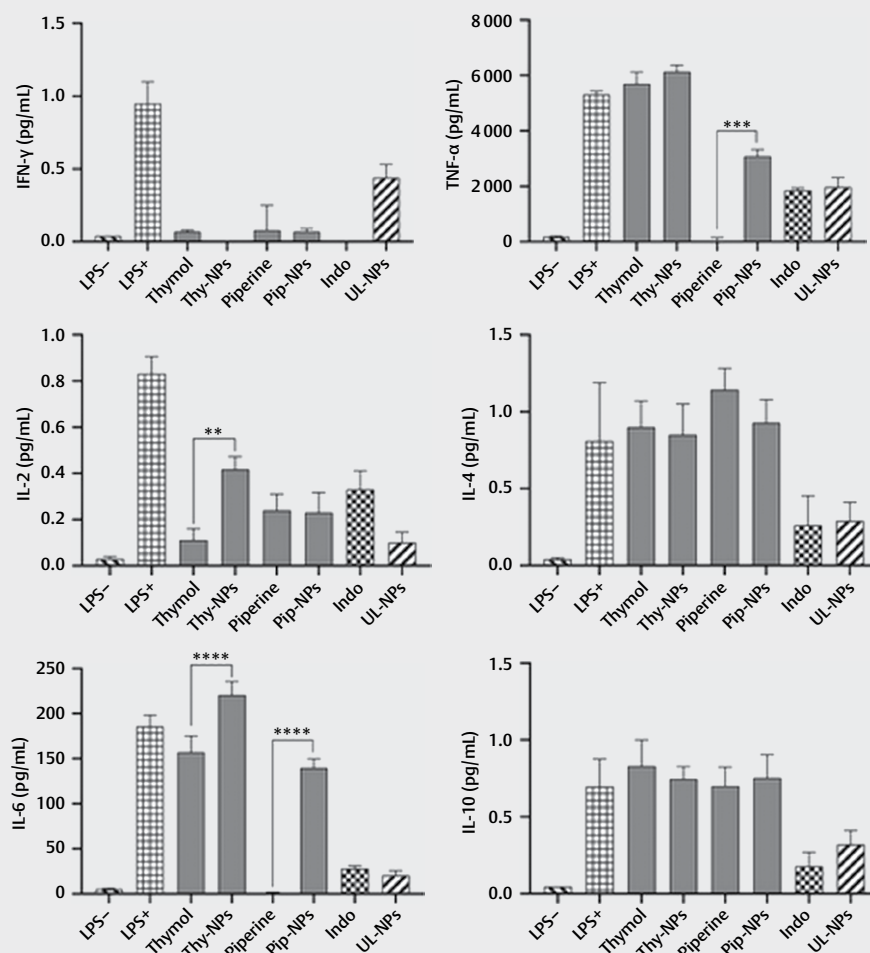 IFN-γ (pg/mL)
1.5
1.0
0.5
0.0
LPS–
LPS+
Thymol
Thy-NPs
Piperine
Pip-NPs
Indo
UL-NPs
TNF-α (pg/mL)
8 000
6 000
4 000
2 000
0
***
LPS–
LPS+
Thymol
Thy-NPs
Piperine
Pip-NPs
Indo
UL-NPs
IL-2 (pg/mL)
1.0
0.8
0.6
0.4
0.2
0.0
**
LPS–
LPS+
Thymol
Thy-NPs
Piperine
Pip-NPs
Indo
UL-NPs
IL-4 (pg/mL)
1.5
1.0
0.5
0.0
LPS–
LPS+
Thymol
Thy-NPs
Piperine
Pip-NPs
Indo
UL-NPs
IL-6 (pg/mL)
250
200
150
100
50
0
****
****
LPS–
LPS+
Thymol
Thy-NPs
Piperine
Pip-NPs
Indo
UL-NPs
IL-10 (pg/mL)
1.5
1.0
0.5
0.0
LPS–
LPS+
Thymol
Thy-NPs
Piperine
Pip-NPs
Indo
UL-NPs